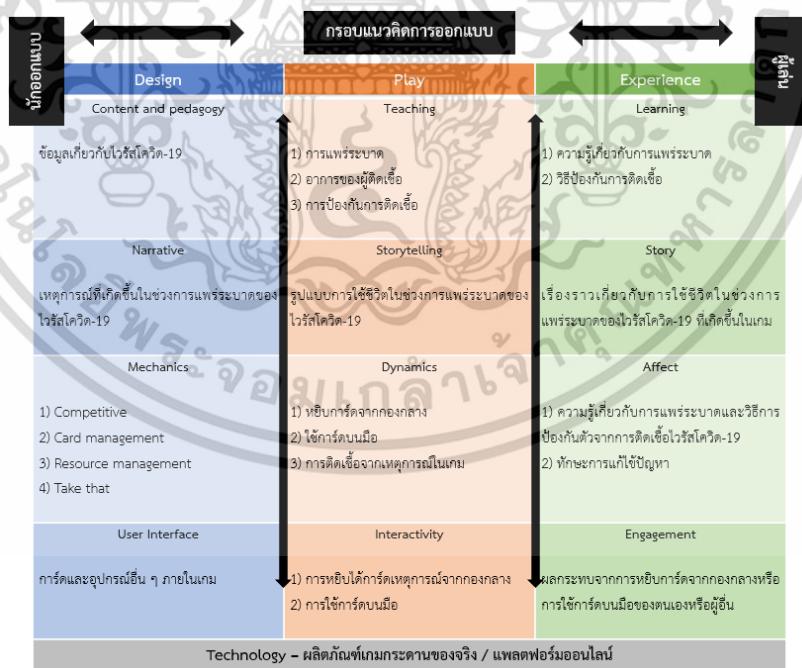 กรอบแนวคิดการออกแบบ
นักออกแบบ
ผู้เล่น
Design
Play
Experience
Content and pedagogy
ข้อมูลเกี่ยวกับไวรัสโควิด-19
Teaching
1) การแพร่ระบาด
2) อาการของผู้ติดเชื้อ
3) การป้องกันการติดเชื้อ
Learning
1) ความรู้เกี่ยวกับการแพร่ระบาด
2) วิธีป้องกันการติดเชื้อ
Narrative
เหตุการณ์ที่เกิดขึ้นในช่วงการแพร่ระบาดของ
ไวรัสโควิด-19
Storytelling
รูปแบบการใช้ชีวิตในช่วงการแพร่ระบาดของ
ไวรัสโควิด-19
Story
เรื่องราวเกี่ยวกับการใช้ชีวิตในช่วงการ
แพร่ระบาดของไวรัสโควิด-19 ที่เกิดขึ้นในเกม
Mechanics
1) Competitive
2) Card management
3) Resource management
4) Take that
Dynamics
1) หยิบการ์ดจากกองกลาง
2) ใช้การ์ดบนมือ
3) การติดเชื้อจากเหตุการณ์ในเกม
Affect
1) ความรู้เกี่ยวกับการแพร่ระบาดและวิธีการ
ป้องกันตัวจากการติดเชื้อไวรัสโควิด-19
2) ทักษะการแก้ไข้ปัญหา
User Interface
การ์ดและอุปกรณ์อื่น ๆ ภายในเกม
Interactivity
1) การหยิบได้การ์ดเหตุการณ์จากกองกลาง
2) การใช้การ์ดบนมือ
Engagement
ผลกระทบจากการหยิบการ์ดจากกองกลางหรือ
การใช้การ์ดบนมือของตนเองหรือผู้อื่น
Technology – ผลิตภัณฑ์เกมกระดานของจริง / แพลตฟอร์มออนไลน์